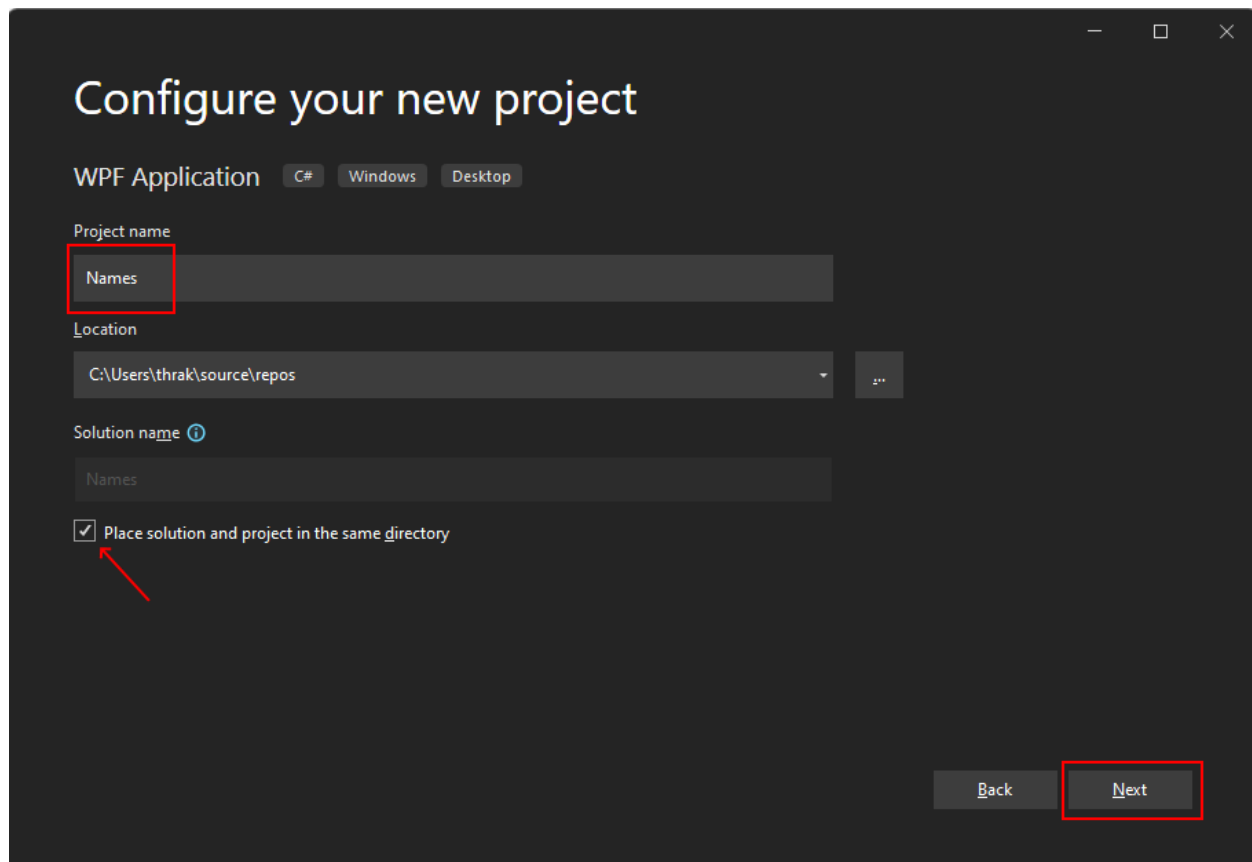 Configure your new project
WPF Application C# Windows Desktop
Project name
Names
Location
C:\Users\thrak\source\repos
...
Solution name
Names
Place solution and project in the same directory
Back Next